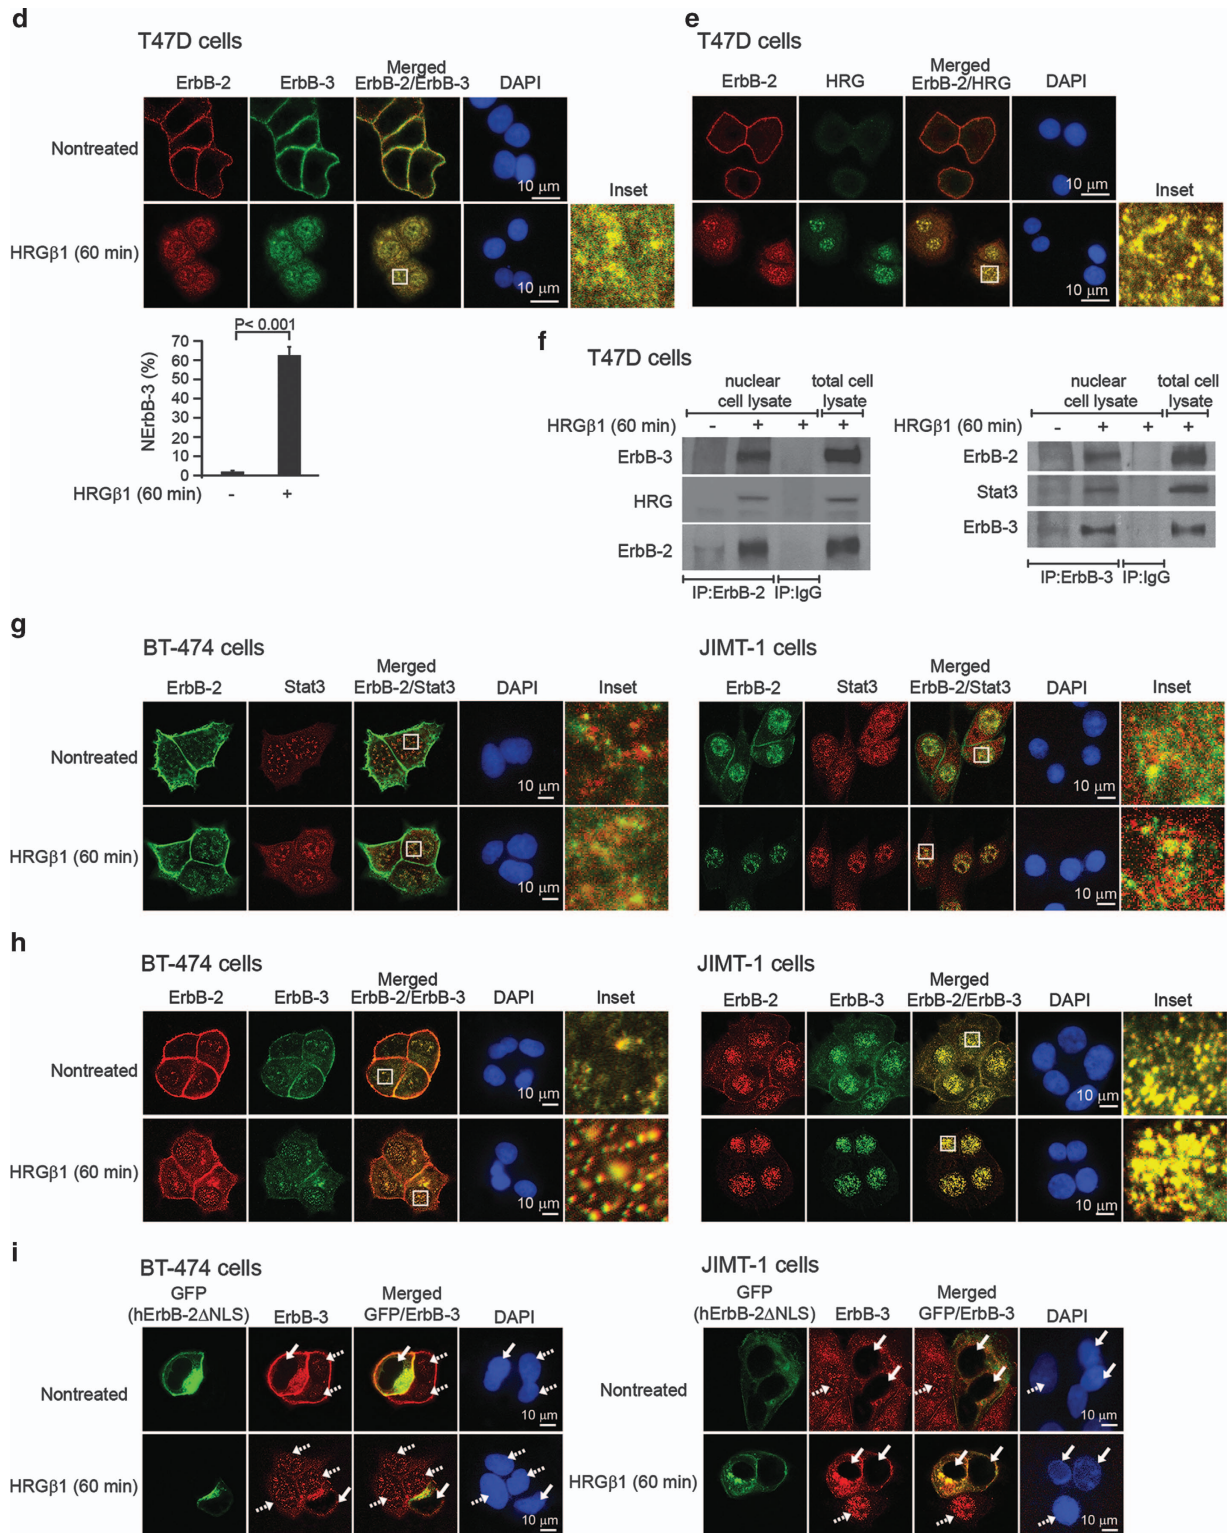 d
T47D cells
ErbB-2 ErbB-3 Merged ErbB-2/ErbB-3 DAPI
Nontreated
10 μm
Inset
HRGβ1 (60 min)
10 μm
P< 0.001
NErbB-3 (%)
70
60
50
40
30
20
10
0
HRGβ1 (60 min) - +
e
T47D cells
ErbB-2 HRG Merged ErbB-2/HRG DAPI
10 μm
Inset
10 μm
f
T47D cells
nuclear cell lysate total cell lysate
HRGβ1 (60 min) - + + +
ErbB-3
HRG
ErbB-2
IP:ErbB-2 IP:IgG
nuclear cell lysate total cell lysate
HRGβ1 (60 min) - + + +
ErbB-2
Stat3
ErbB-3
IP:ErbB-3 IP:IgG
g
BT-474 cells
ErbB-2 Stat3 Merged ErbB-2/Stat3 DAPI Inset
Nontreated
10 μm
HRGβ1 (60 min)
10 μm
JIMT-1 cells
ErbB-2 Stat3 Merged ErbB-2/Stat3 DAPI Inset
10 μm
10 μm
h
BT-474 cells
ErbB-2 ErbB-3 Merged ErbB-2/ErbB-3 DAPI Inset
Nontreated
10 μm
HRGβ1 (60 min)
10 μm
JIMT-1 cells
ErbB-2 ErbB-3 Merged ErbB-2/ErbB-3 DAPI Inset
10 μm
10 μm
i
BT-474 cells
GFP (hErbB-2ΔNLS) ErbB-3 Merged GFP/ErbB-3 DAPI
Nontreated
10 μm
HRGβ1 (60 min)
10 μm
JIMT-1 cells
GFP (hErbB-2ΔNLS) ErbB-3 Merged GFP/ErbB-3 DAPI
Nontreated
10 μm
HRGβ1 (60 min)
10 μm